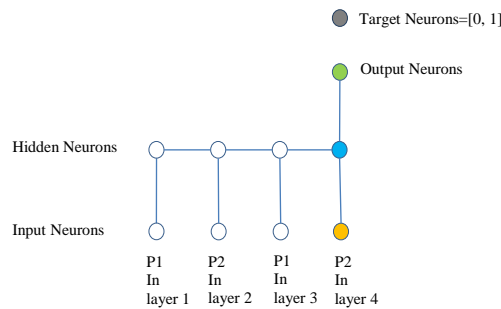 Target Neurons=[0, 1]
Output Neurons
Hidden Neurons
Input Neurons
P1
In
layer 1
P2
In
layer 2
P1
In
layer 3
P2
In
layer 4